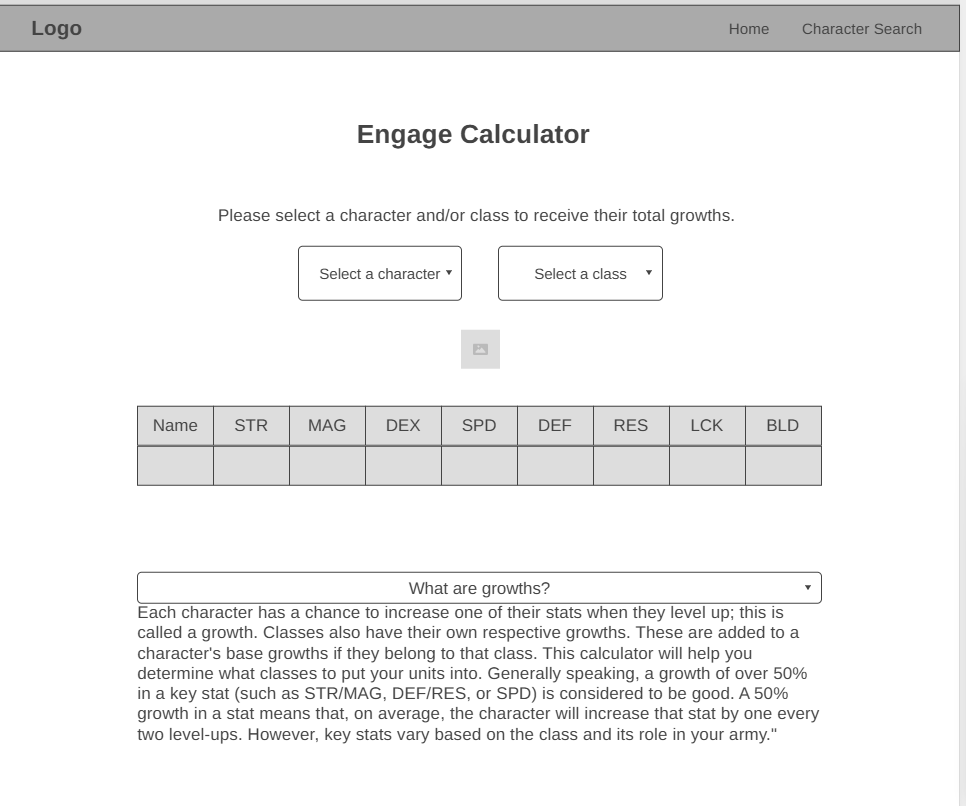 Logo Home Character Search
Engage Calculator
Please select a character and/or class to receive their total growths.
Select a character Select a class
Name STR MAG DEX SPD DEF RES LCK BLD
What are growths?
Each character has a chance to increase one of their stats when they level up; this is
called a growth. Classes also have their own respective growths. These are added to a
character's base growths if they belong to that class. This calculator will help you
determine what classes to put your units into. Generally speaking, a growth of over 50%
in a key stat (such as STR/MAG, DEF/RES, or SPD) is considered to be good. A 50%
growth in a stat means that, on average, the character will increase that stat by one every
two level-ups. However, key stats vary based on the class and its role in your army."